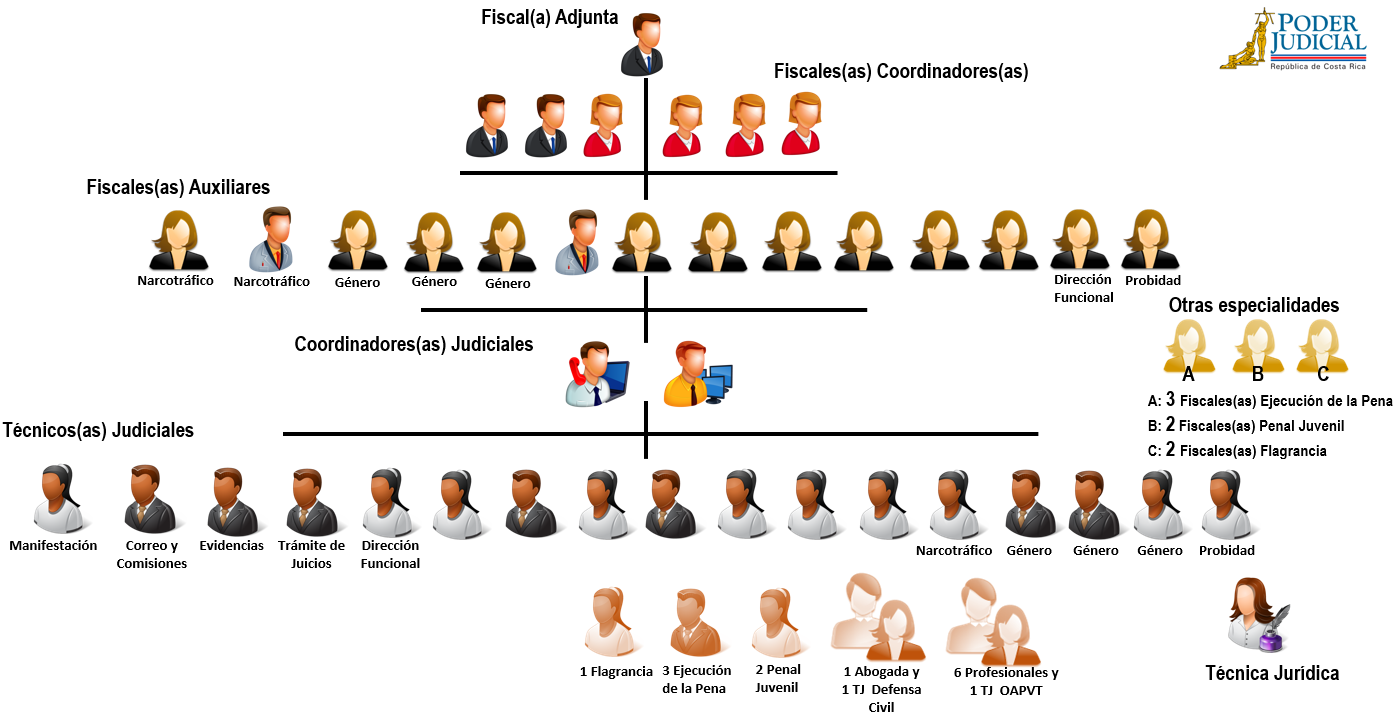 Fiscal(a) Adjunta
PODER
JUDICIAL
República de Costa Rica
Fiscales(as) Coordinadores(as)
Fiscales(as) Auxiliares
Narcotráfico
Narcotráfico
Género
Género
Género
Dirección
Funcional
Probidad
Otras especialidades
A
B
C
A: 3 Fiscales(as) Ejecución de la Pena
B: 2 Fiscales(as) Penal Juvenil
C: 2 Fiscales(as) Flagrancia
Coordinadores(as) Judiciales
Técnicos(as) Judiciales
Manifestación
Correo y
Comisiones
Evidencias
Trámite de
Juicios
Dirección
Funcional
Narcotráfico
Género
Género
Género
Probidad
1 Flagrancia
3 Ejecución
de la Pena
2 Penal
Juvenil
1 Abogada y
1 TJ Defensa
Civil
6 Profesionales y
1 TJ OAPVT
Técnica Jurídica